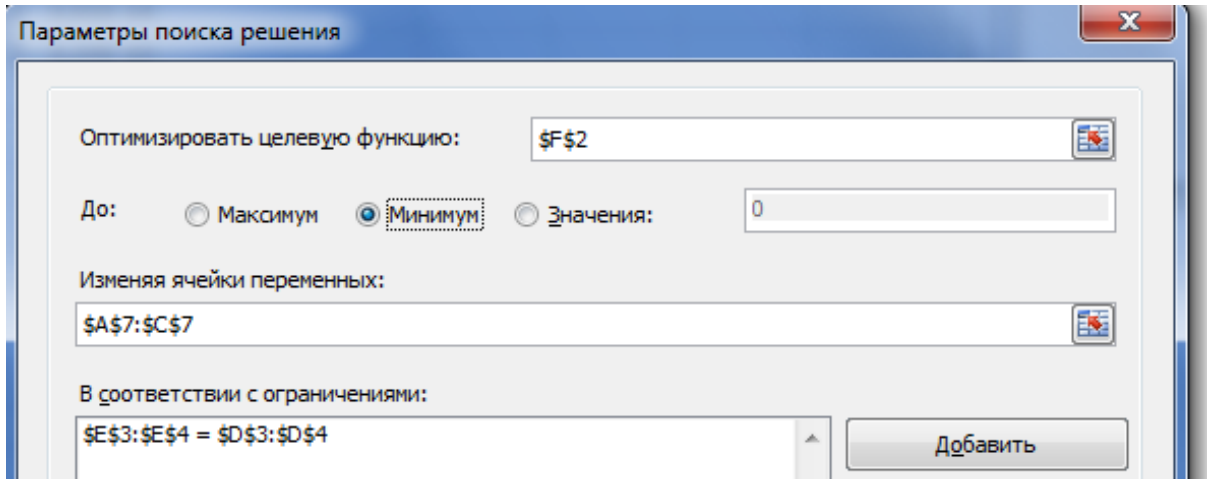 Параметры поиска решения
Оптимизировать целевую функцию: $F$2
До: Максимум Минимум Значения: 0
Изменяя ячейки переменных:
$A$7:$C$7
В соответствии с ограничениями:
$E$3:$E$4 = $D$3:$D$4
Добавить